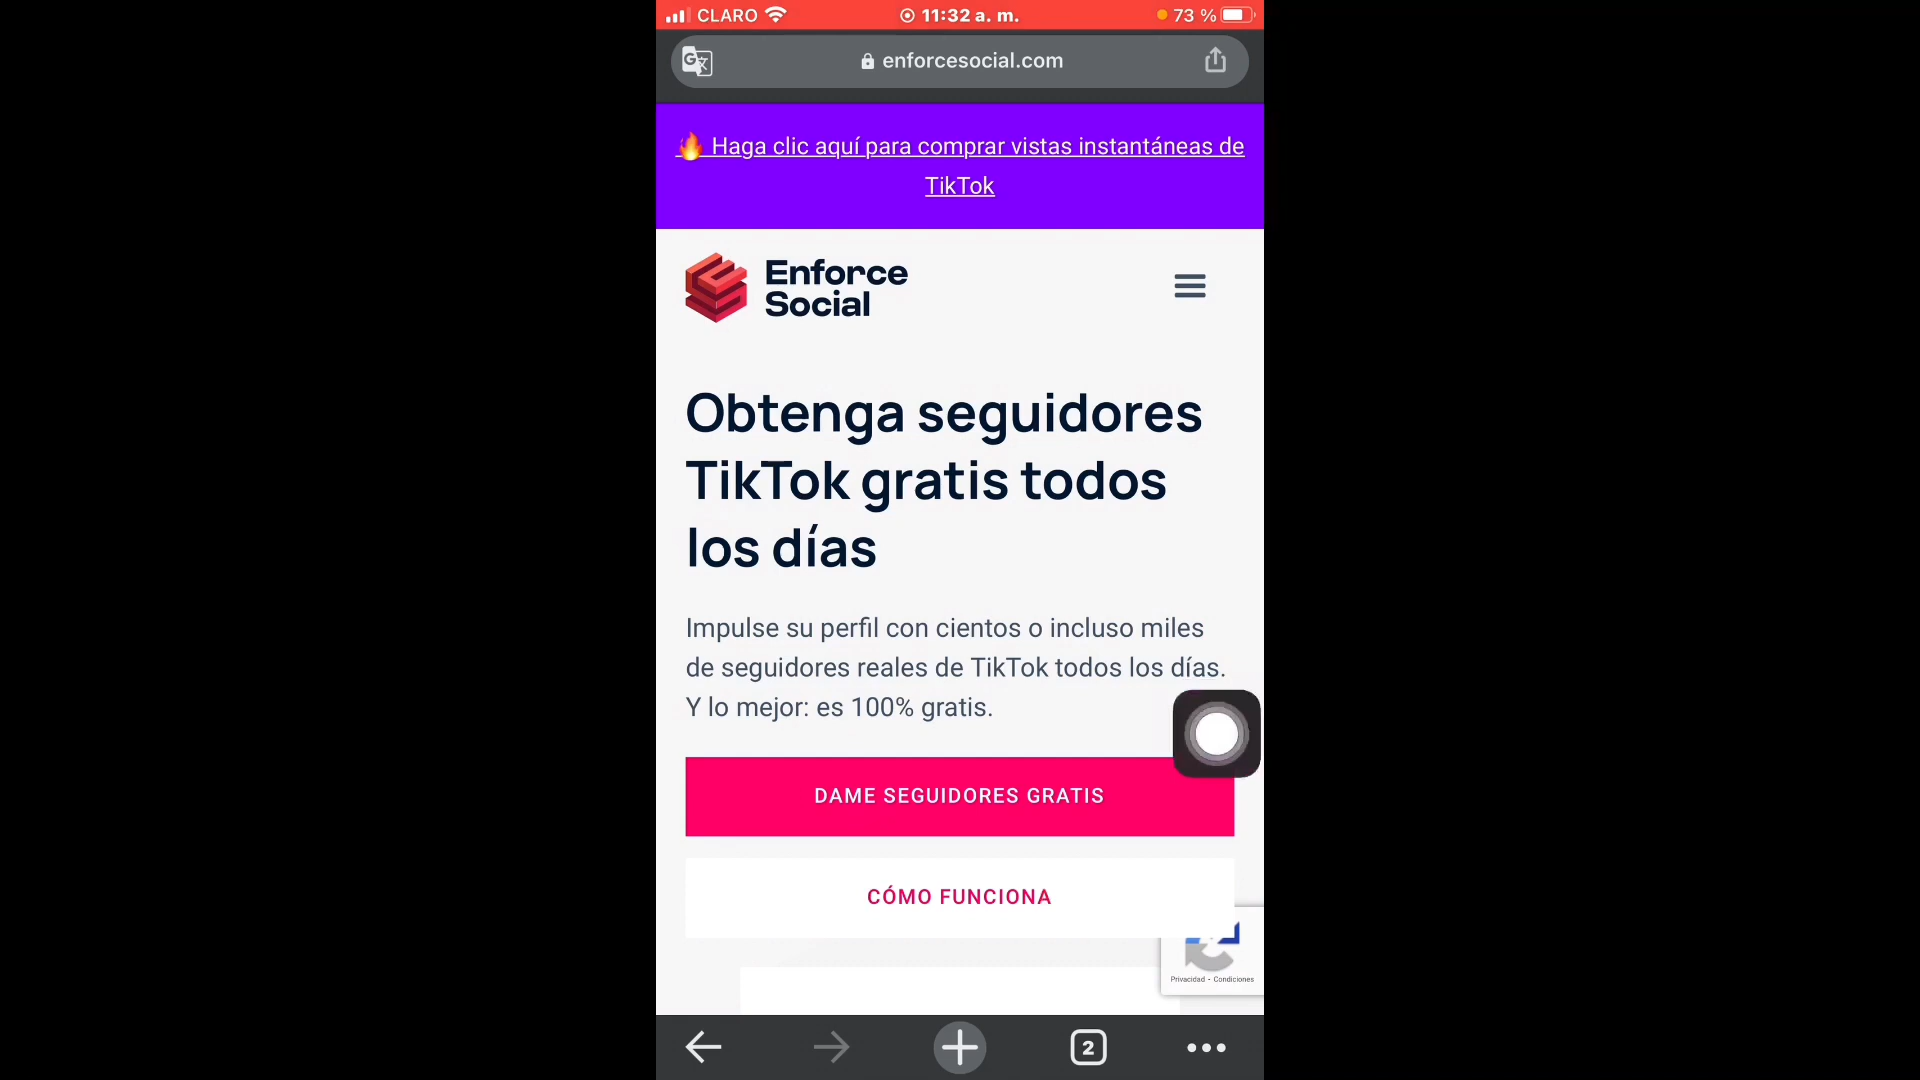 CLARO 11:32 a. m. 73 %
enforcesocial.com
🔥 Haga clic aquí para comprar vistas instantáneas de
TikTok
Enforce
Social
Obtenga seguidores
TikTok gratis todos
los días
Impulse su perfil con cientos o incluso miles
de seguidores reales de TikTok todos los días.
Y lo mejor: es 100% gratis.
DAME SEGUIDORES GRATIS
CÓMO FUNCIONA
Privacidad - Condiciones
2